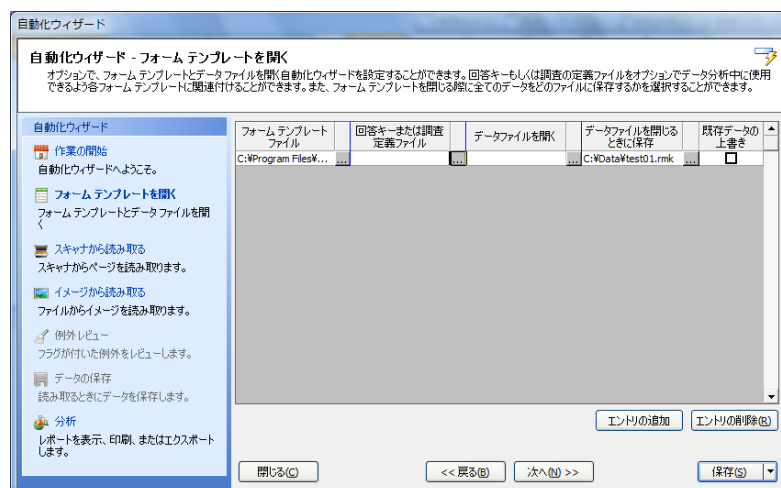 自動化ウィザード
自動化ウィザード - フォーム テンプレートを開く
オプションで、フォーム テンプレートとデータ ファイルを開く自動化ウィザードを設定することができます。回答キーもしくは調査の定義ファイルをオプションでデータ分析中に使用
できるよう各フォーム テンプレートに関連付けることができます。また、フォーム テンプレートを閉じる際に全てのデータをどのファイルに保存するかを選択することができます。
自動化ウィザード
作業の開始
自動化ウィザードへようこそ。
フォーム テンプレートを開く
フォーム テンプレートとデータ ファイルを開
く
スキャナから読み取る
スキャナからページを読み取ります。
イメージから読み取る
ファイルからイメージを読み取ります。
例外レビュー
フラグが付いた例外をレビューします。
データの保存
読み取るときにデータを保存します。
分析
レポートを表示、印刷、またはエクスポート
します。
フォーム テンプレート
ファイル
回答キーまたは調査
定義ファイル
データファイルを開く
データファイルを閉じる
ときに保存
既存データの
上書き
C:¥Program Files¥... ... ... ... C:¥Data¥test01.rmk ...
エントリの追加 エントリの削除(R)
閉じる(C) << 戻る(B) 次へ(N) >> 保存(S)